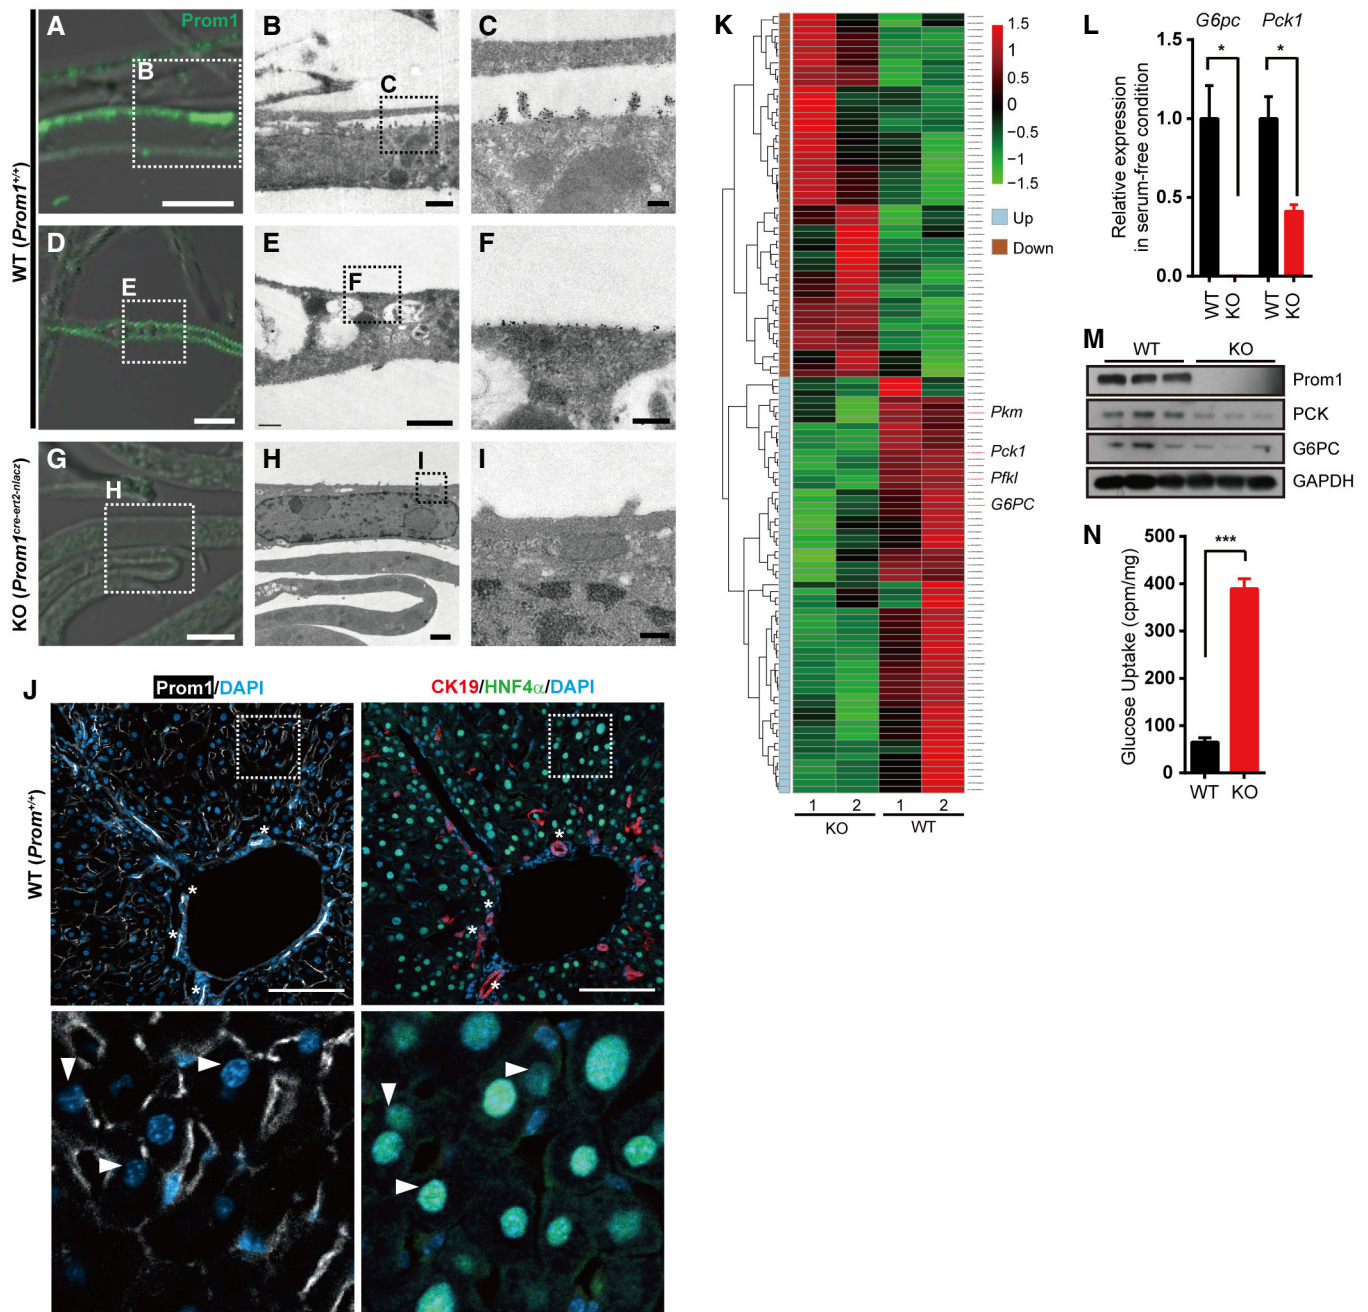 A
Prom1
B
B
C
C
WT (Prom1+/+)
D
E
E
F
F
KO (Prom1cre-ert2-nlacz)
G
H
H
I
I
J
Prom1/DAPI
CK19/HNF4α/DAPI
WT (Prom+/+)
*
*
*
*
*
*
*
*
K
1.5
1
0.5
0
−0.5
−1
−1.5
Up
Down
Pkm
Pck1
Pfkl
G6PC
1 2 1 2
KO WT
L
G6pc Pck1
* *
Relative expression
in serum-free condition
1.5
1.0
0.5
0.0
WT
KO
WT
KO
M
WT KO
Prom1
PCK
G6PC
GAPDH
N
***
Glucose Uptake (cpm/mg)
500
400
300
200
100
0
WT KO